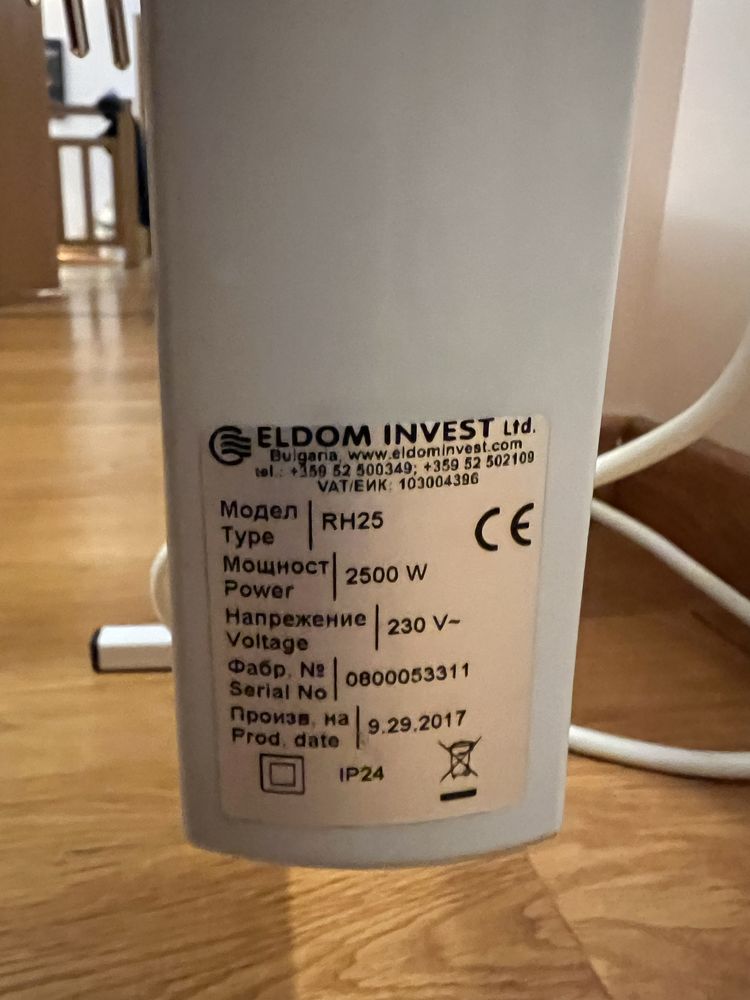 ELDOM INVEST Ltd.
Bulgaria, www.eldominvest.com
tel.: +359 52 500349; +359 52 502109
VAT/ЕИК: 103004396
Модел
Type
RH25
CE
Мощност
Power
2500 W
Напрежение
Voltage
230 V~
Фабр. №
Serial No
0800053311
Произв. на
Prod. date
9.29.2017
IP24